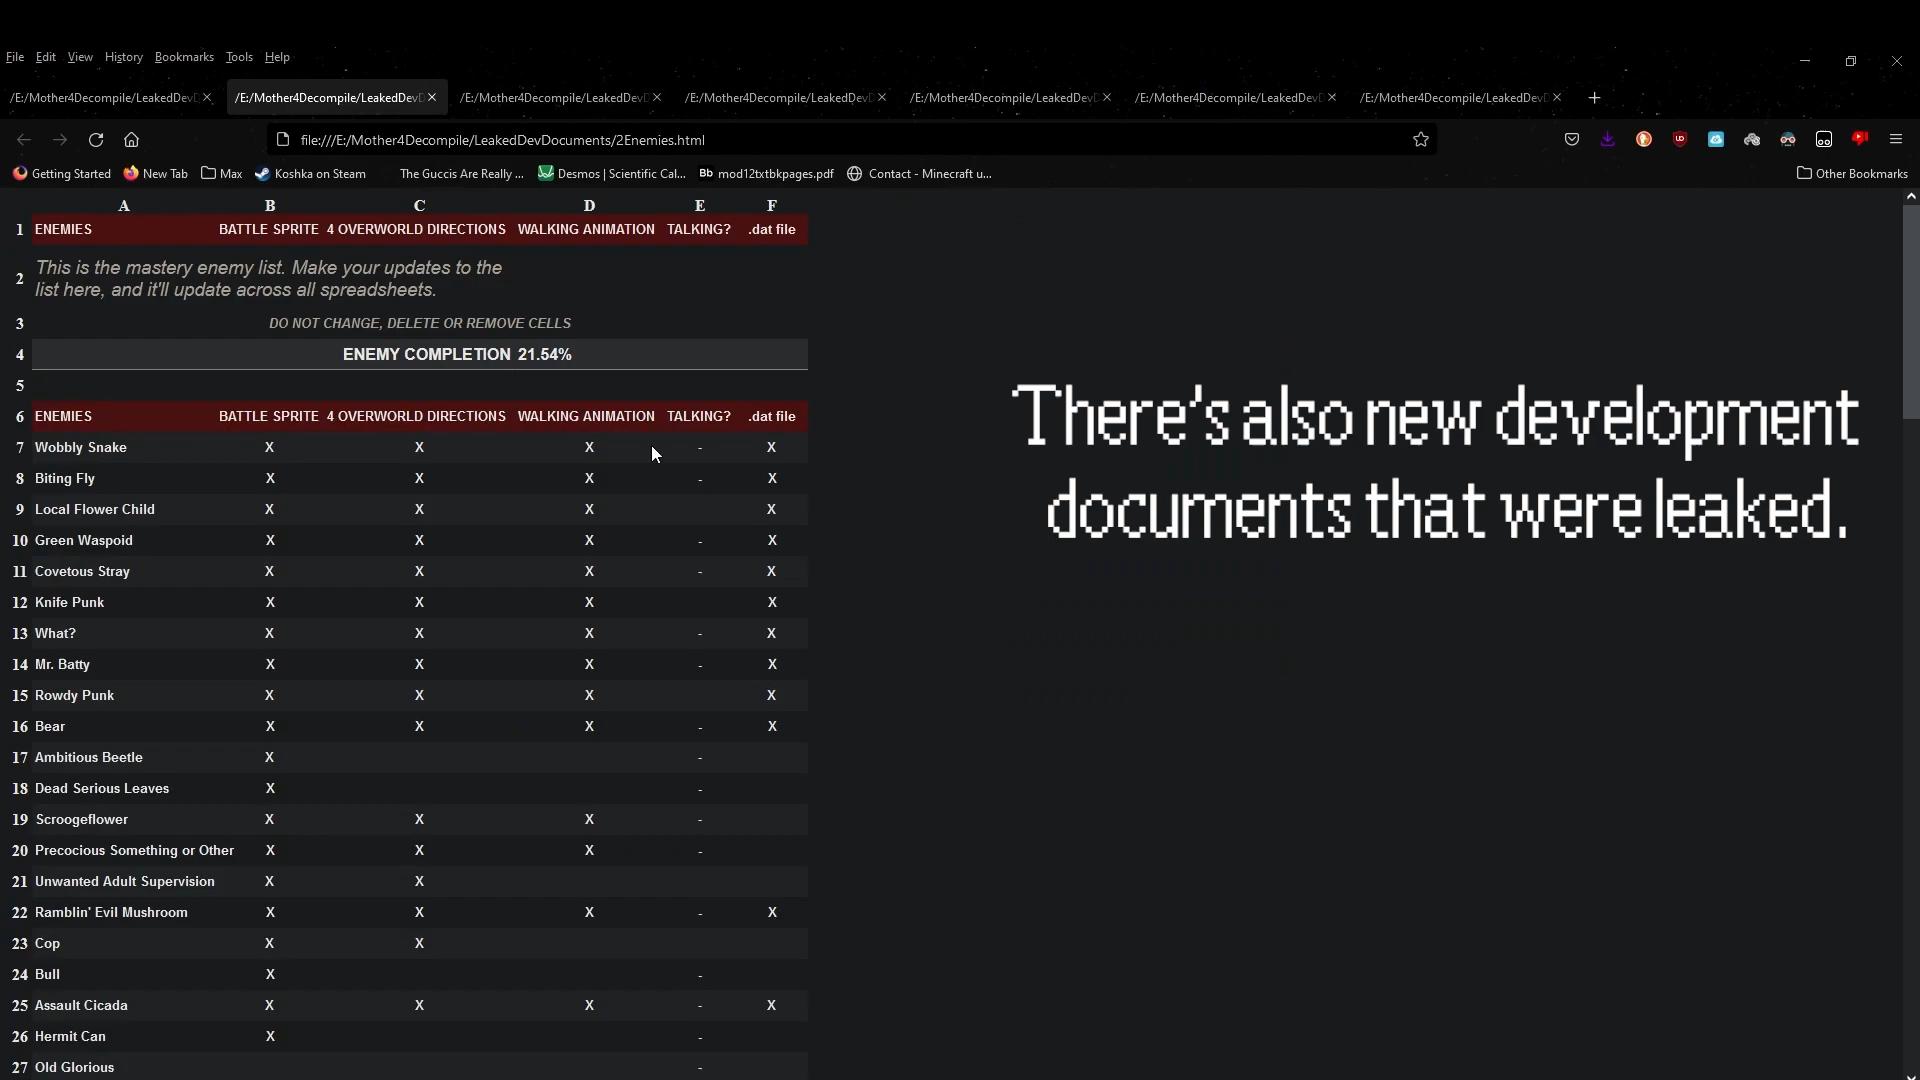 File Edit View History Bookmarks Tools Help
/E:/Mother4Decompile/LeakedDevD /E:/Mother4Decompile/LeakedDevD /E:/Mother4Decompile/LeakedDevD /E:/Mother4Decompile/LeakedDevD /E:/Mother4Decompile/LeakedDevD /E:/Mother4Decompile/LeakedDevD /E:/Mother4Decompile/LeakedDevD
file:///E:/Mother4Decompile/LeakedDevDocuments/2Enemies.html
Getting Started New Tab Max Koshka on Steam The Guccis Are Really ... Desmos | Scientific Cal... Bb mod12txtbkpages.pdf Contact - Minecraft u... Other Bookmarks
A B C D E F
1 ENEMIES BATTLE SPRITE 4 OVERWORLD DIRECTIONS WALKING ANIMATION TALKING? .dat file
2 This is the mastery enemy list. Make your updates to the
list here, and it'll update across all spreadsheets.
3 DO NOT CHANGE, DELETE OR REMOVE CELLS
4 ENEMY COMPLETION 21.54%
5
6 ENEMIES BATTLE SPRITE 4 OVERWORLD DIRECTIONS WALKING ANIMATION TALKING? .dat file
7 Wobbly Snake X X X - X
8 Biting Fly X X X - X
9 Local Flower Child X X X X
10 Green Waspoid X X X - X
11 Covetous Stray X X X - X
12 Knife Punk X X X X
13 What? X X X - X
14 Mr. Batty X X X - X
15 Rowdy Punk X X X X
16 Bear X X X - X
17 Ambitious Beetle X -
18 Dead Serious Leaves X -
19 Scroogeflower X X X -
20 Precocious Something or Other X X X -
21 Unwanted Adult Supervision X X
22 Ramblin' Evil Mushroom X X X - X
23 Cop X X
24 Bull X -
25 Assault Cicada X X X - X
26 Hermit Can X -
27 Old Glorious -
There's also new development
documents that were leaked.